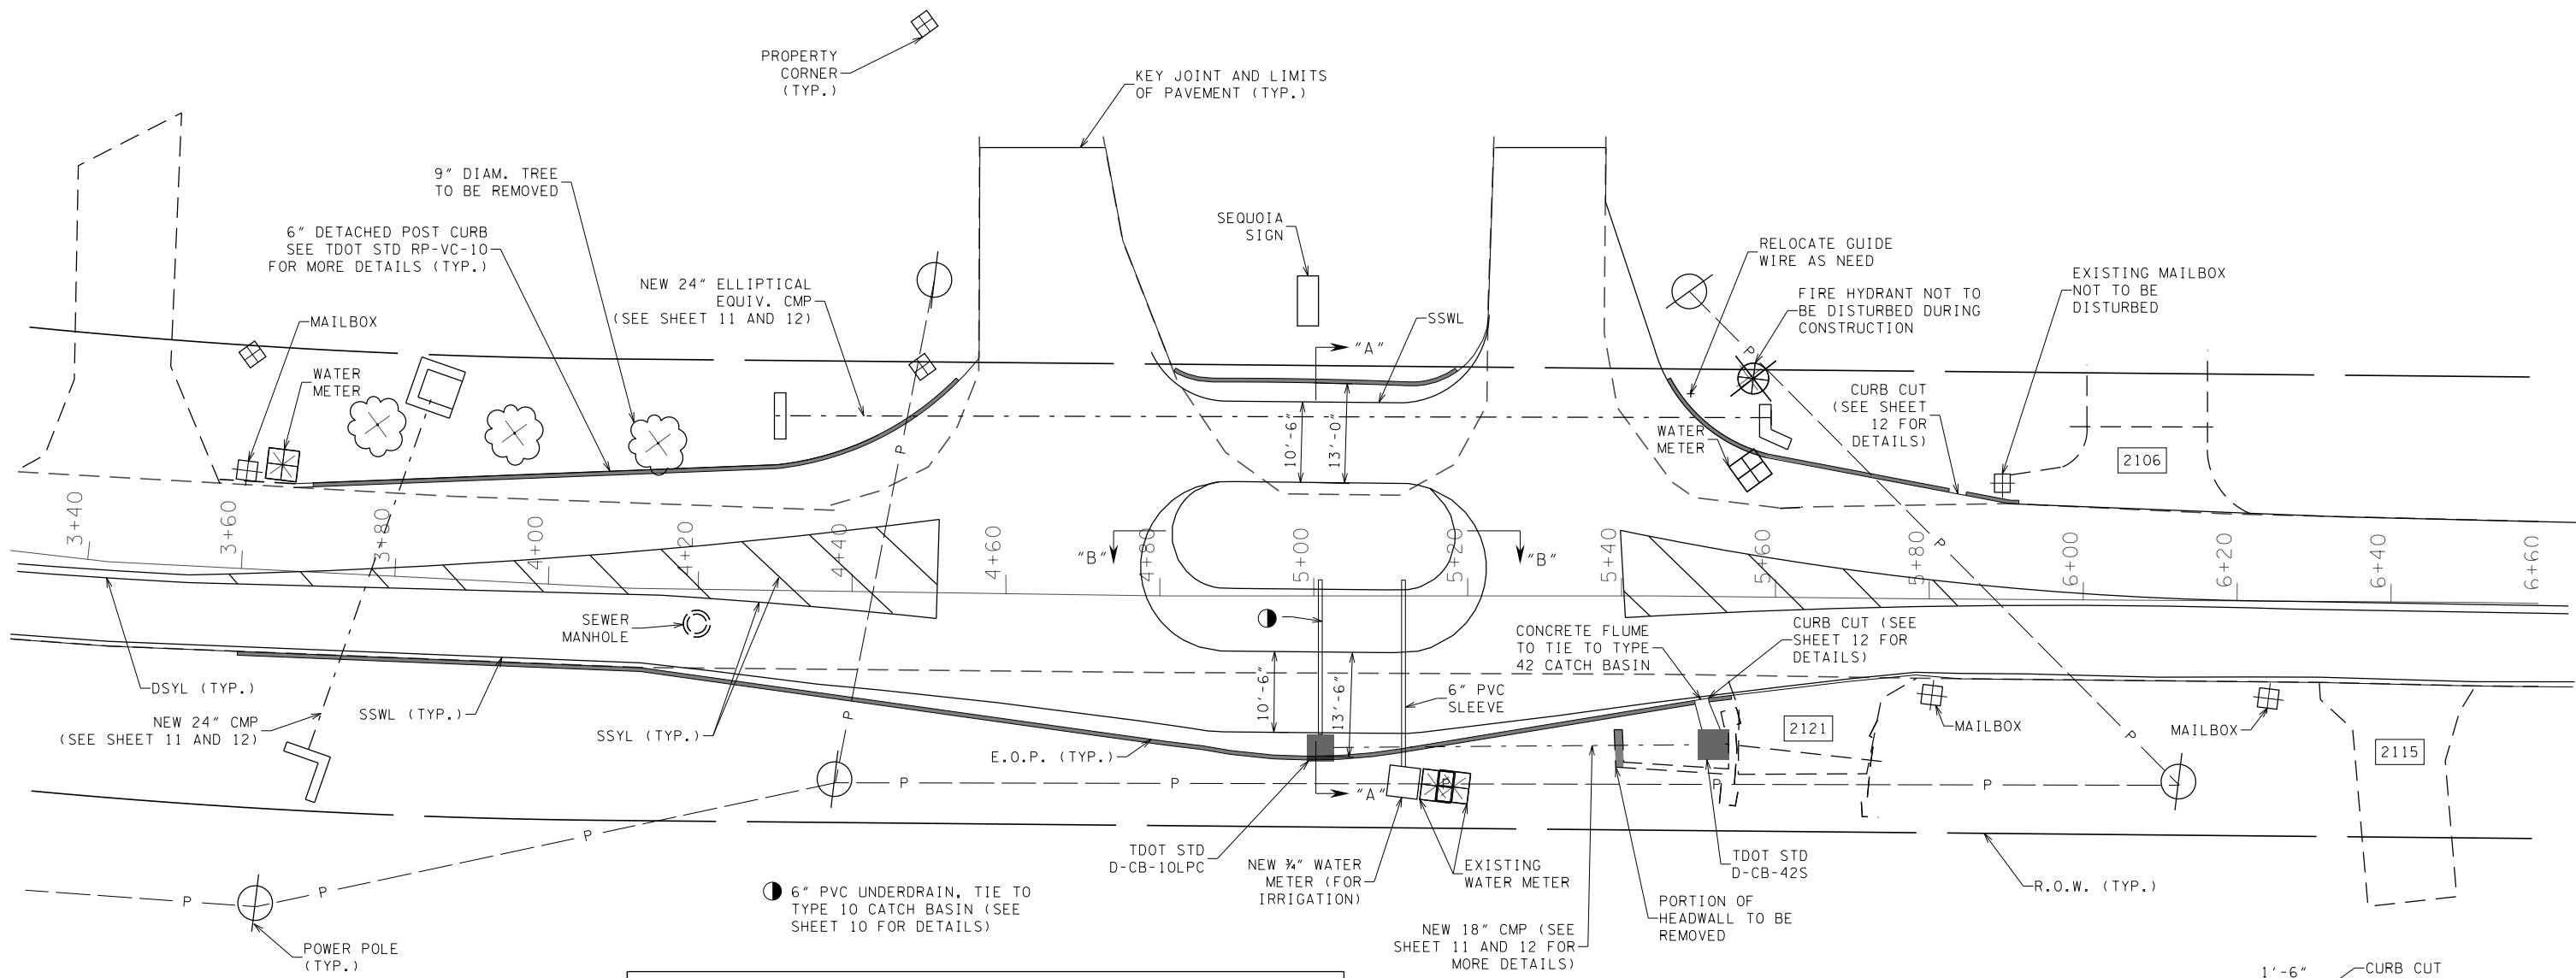 PROPERTY
CORNER
(TYP.)
KEY JOINT AND LIMITS
OF PAVEMENT (TYP.)
9" DIAM. TREE
TO BE REMOVED
6" DETACHED POST CURB
SEE TDOT STD RP-VC-10
FOR MORE DETAILS (TYP.)
SEQUOIA
SIGN
RELOCATE GUIDE
WIRE AS NEED
EXISTING MAILBOX
NOT TO BE
DISTURBED
NEW 24" ELLIPTICAL
EQUIV. CMP
(SEE SHEET 11 AND 12)
FIRE HYDRANT NOT TO
BE DISTURBED DURING
CONSTRUCTION
MAILBOX
SSWL
"A"
P
WATER
METER
CURB CUT
(SEE SHEET
12 FOR
DETAILS)
10'-6"
13'-0"
WATER
METER
P
2106
3+40
3+60
3+80
4+00
4+20
4+40
4+60
4+80
5+00
5+20
5+40
5+60
5+80
6+00
6+20
6+40
6+60
"B"
"B"
P
SEWER
MANHOLE
CONCRETE FLUME
TO TIE TO TYPE
42 CATCH BASIN
CURB CUT (SEE
SHEET 12 FOR
DETAILS)
DSYL (TYP.)
SSWL (TYP.)
NEW 24" CMP
(SEE SHEET 11 AND 12)
SSYL (TYP.)
P
E.O.P. (TYP.)
10'-6"
13'-6"
6" PVC
SLEEVE
2121
MAILBOX
MAILBOX
2115
P
P
P
P
P
P
"A"
P
P
P
P
TDOT STD
D-CB-10LPC
NEW ¾" WATER
METER (FOR
IRRIGATION)
EXISTING
WATER METER
TDOT STD
D-CB-42S
R.O.W. (TYP.)
6" PVC UNDERDRAIN, TIE TO
TYPE 10 CATCH BASIN (SEE
SHEET 10 FOR DETAILS)
PORTION OF
HEADWALL TO BE
REMOVED
NEW 18" CMP (SEE
SHEET 11 AND 12 FOR
MORE DETAILS)
POWER POLE
(TYP.)
1'-6"
CURB CUT